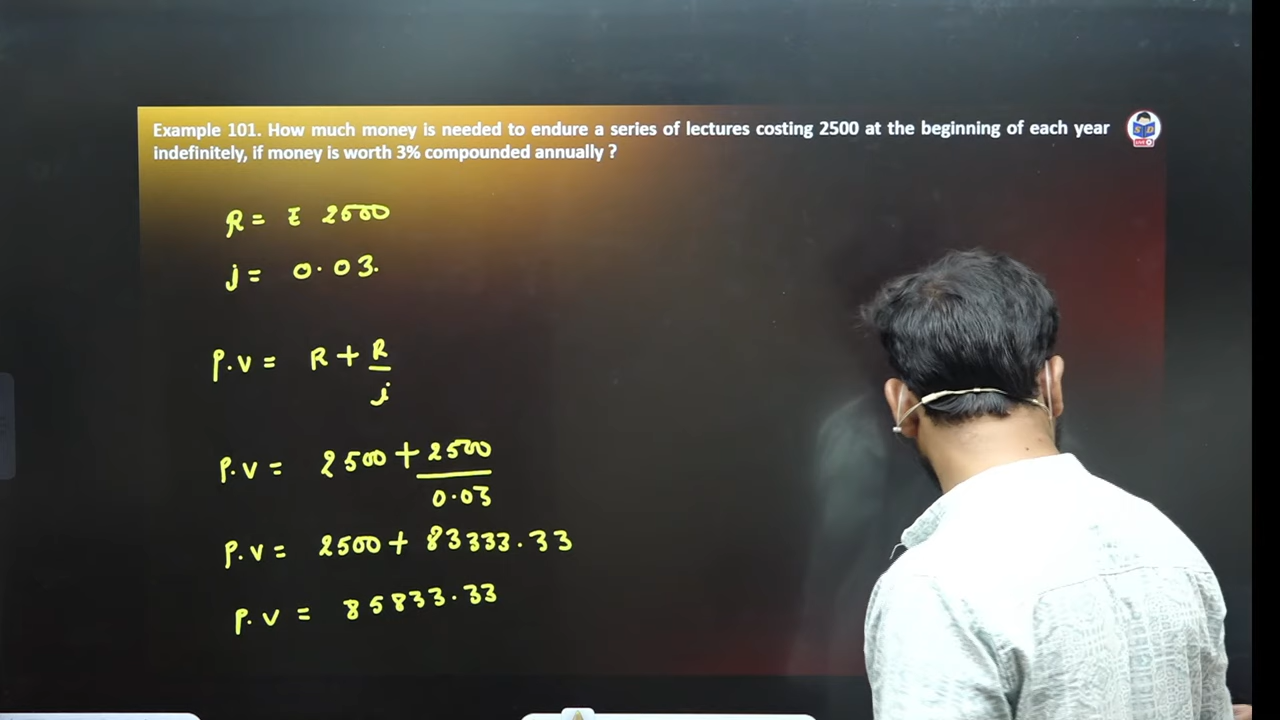 Example 101. How much money is needed to endure a series of lectures costing 2500 at the beginning of each year
indefinitely, if money is worth 3% compounded annually ?
R = ₹ 2500
i = 0.03.
P.V = R + R/i
P.V = 2500 + 2500/0.03
P.V = 2500 + 83333.33
P.V = 85833.33